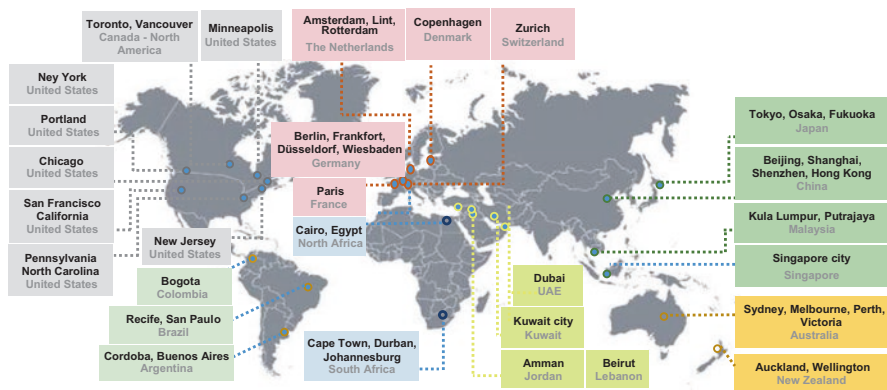 Toronto, Vancouver
Canada - North
America
Minneapolis
United States
Amsterdam, Lint,
Rotterdam
The Netherlands
Copenhagen
Denmark
Zurich
Switzerland
Ney York
United States
Portland
United States
Chicago
United States
San Francisco
California
United States
Pennsylvania
North Carolina
United States
New Jersey
United States
Berlin, Frankfort,
Düsseldorf, Wiesbaden
Germany
Paris
France
Cairo, Egypt
North Africa
Tokyo, Osaka, Fukuoka
Japan
Beijing, Shanghai,
Shenzhen, Hong Kong
China
Kula Lumpur, Putrajaya
Malaysia
Singapore city
Singapore
Bogota
Colombia
Recife, San Paulo
Brazil
Cordoba, Buenos Aires
Argentina
Cape Town, Durban,
Johannesburg
South Africa
Dubai
UAE
Kuwait city
Kuwait
Amman
Jordan
Beirut
Lebanon
Sydney, Melbourne, Perth,
Victoria
Australia
Auckland, Wellington
New Zealand